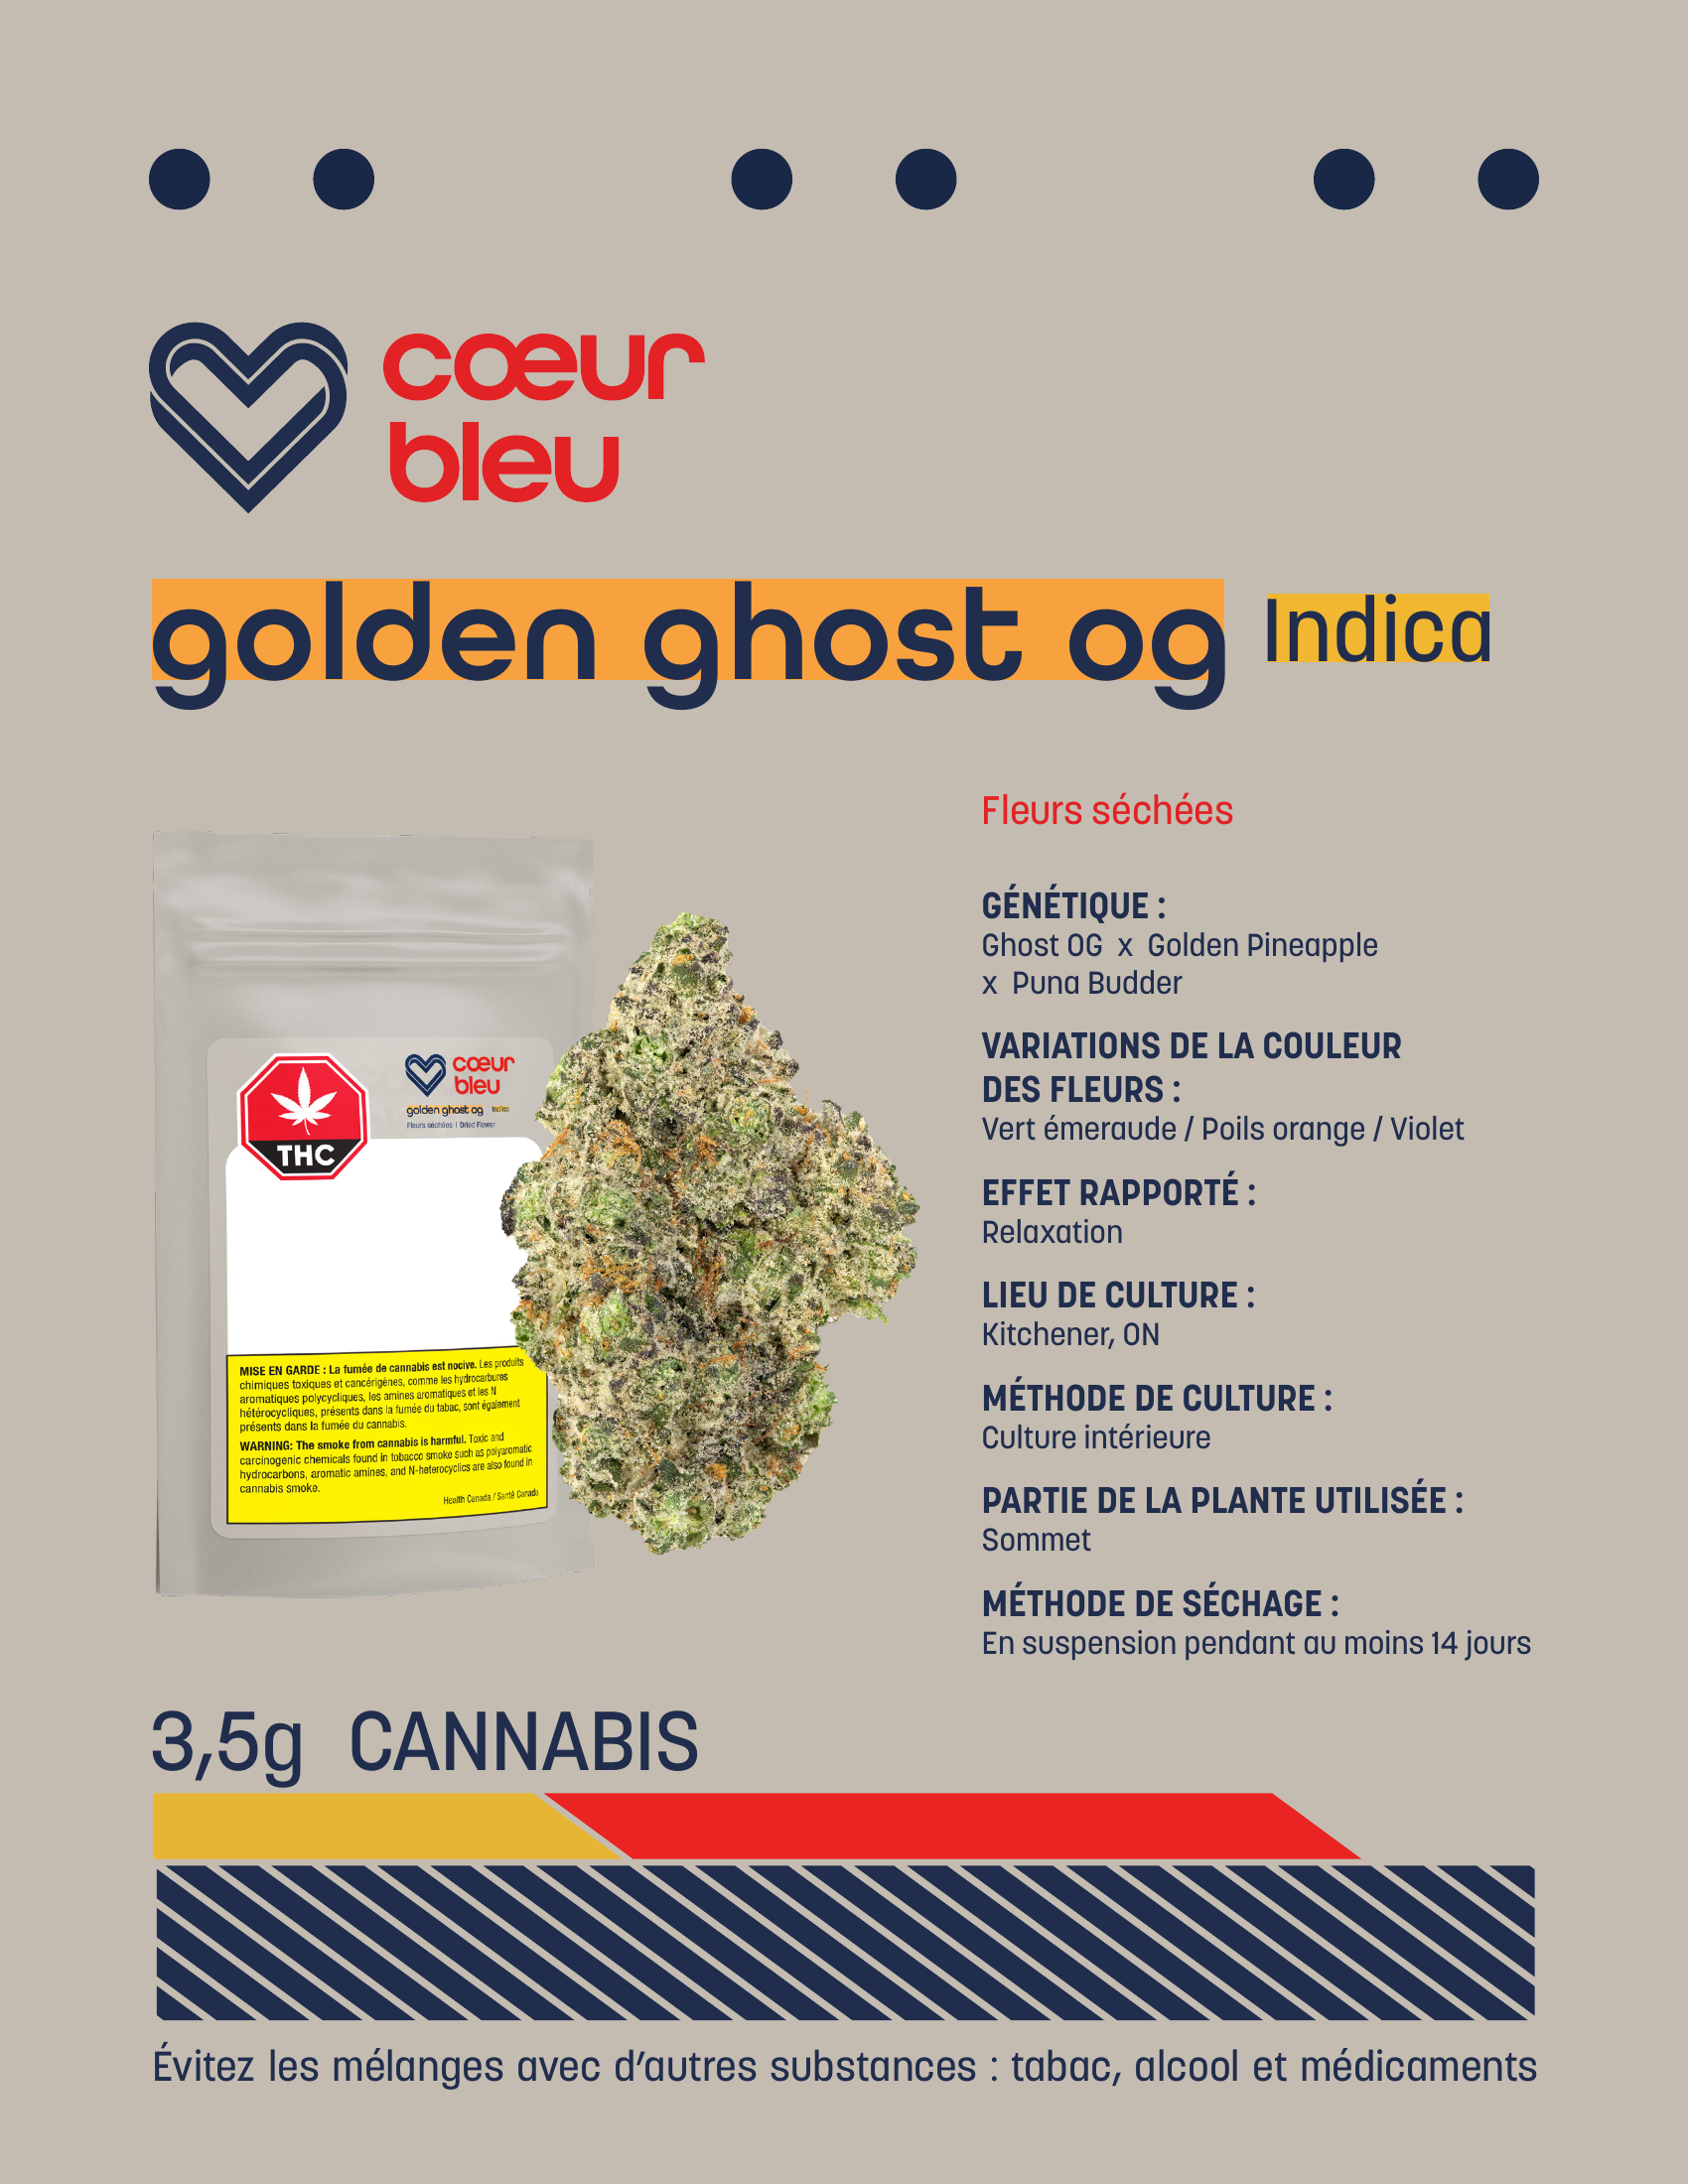 cœur
bleu
golden ghost og Indica
Fleurs séchées
GÉNÉTIQUE :
Ghost OG x Golden Pineapple
x Puna Budder
VARIATIONS DE LA COULEUR
DES FLEURS :
Vert émeraude / Poils orange / Violet
EFFET RAPPORTÉ :
Relaxation
LIEU DE CULTURE :
Kitchener, ON
MÉTHODE DE CULTURE :
Culture intérieure
PARTIE DE LA PLANTE UTILISÉE :
Sommet
MÉTHODE DE SÉCHAGE :
En suspension pendant au moins 14 jours
THC
cœur
bleu
golden ghost og Indica
Fleurs séchées | Dried Flower
MISE EN GARDE : La fumée de cannabis est nocive. Les produits
chimiques toxiques et cancérigènes, comme les hydrocarbures
aromatiques polycycliques, les amines aromatiques et les N
hétérocycliques, présents dans la fumée du tabac, sont également
présents dans la fumée du cannabis.
WARNING: The smoke from cannabis is harmful. Toxic and
carcinogenic chemicals found in tobacco smoke such as polyaromatic
hydrocarbons, aromatic amines, and N-heterocyclics are also found in
cannabis smoke.
Health Canada / Santé Canada
3,5g CANNABIS
Évitez les mélanges avec d’autres substances : tabac, alcool et médicaments